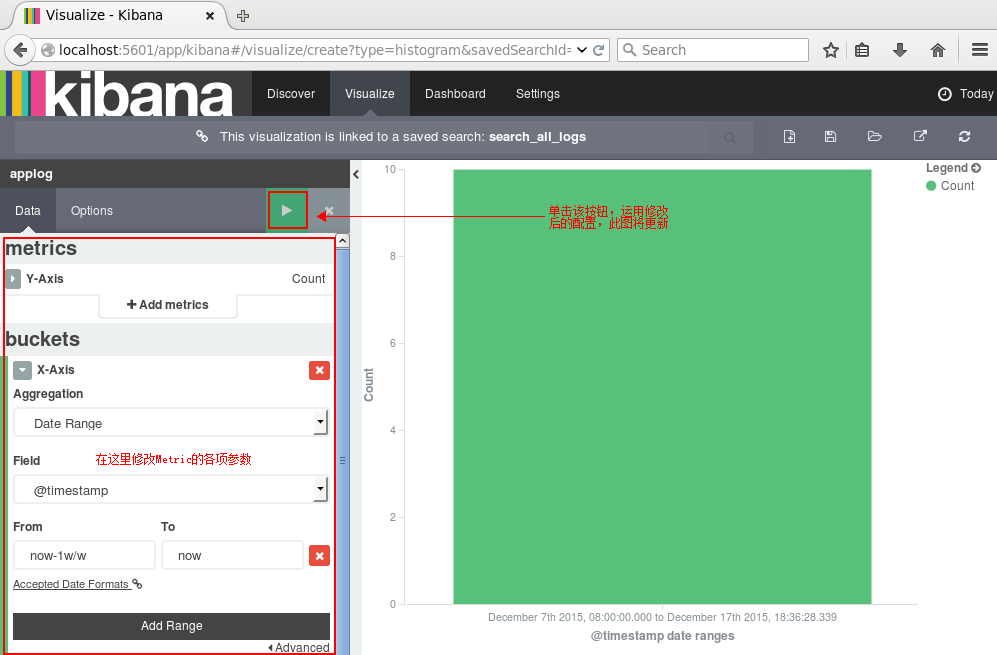 Visualize - Kibana
localhost:5601/app/kibana#/visualize/create?type=histogram&savedSearchId=
Search
kibana
Discover
Visualize
Dashboard
Settings
Today
This visualization is linked to a saved search: search_all_logs
applog
Data
Options
metrics
Y-Axis
Count
Add metrics
buckets
X-Axis
Aggregation
Date Range
Field
在这里修改Metric的各项参数
@timestamp
From
To
now-1w/w
now
Accepted Date Formats
Add Range
Advanced
单击该按钮，运用修改
后的配置，此图将更新
Legend
Count
10
8
6
4
2
0
Count
December 7th 2015, 08:00:00.000 to December 17th 2015, 18:36:28.339
@timestamp date ranges